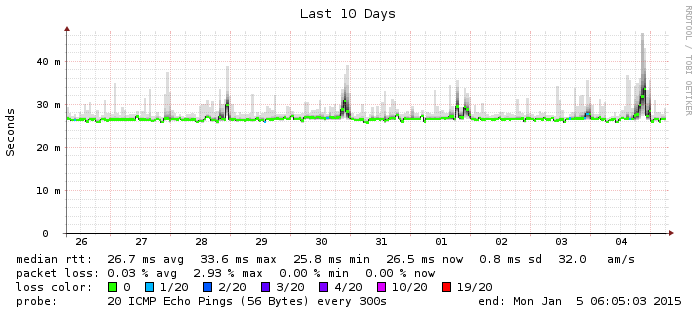 Last 10 Days
RRDTOOL / TOBI OETIKER
Seconds
40 m
30 m
20 m
10 m
0
26 27 28 29 30 31 01 02 03 04
median rtt: 26.7 ms avg 33.6 ms max 25.8 ms min 26.5 ms now 0.8 ms sd 32.0 am/s
packet loss: 0.03 % avg 2.93 % max 0.00 % min 0.00 % now
loss color: 0 1/20 2/20 3/20 4/20 10/20 19/20
probe: 20 ICMP Echo Pings (56 Bytes) every 300s end: Mon Jan 5 06:05:03 2015